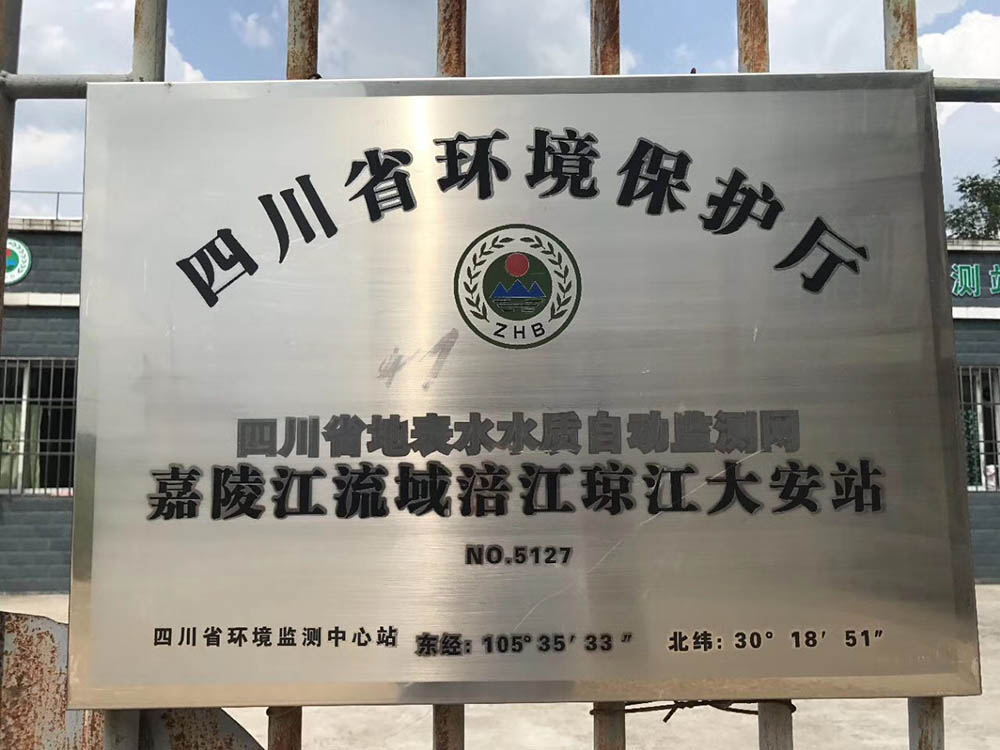 四川省环境保护厅
ZHB
四川省地表水水质自动监测网
嘉陵江流域涪江琼江大安站
NO.5127
四川省环境监测中心站 东经: 105° 35′ 33″ 北纬: 30° 18′ 51″
测站